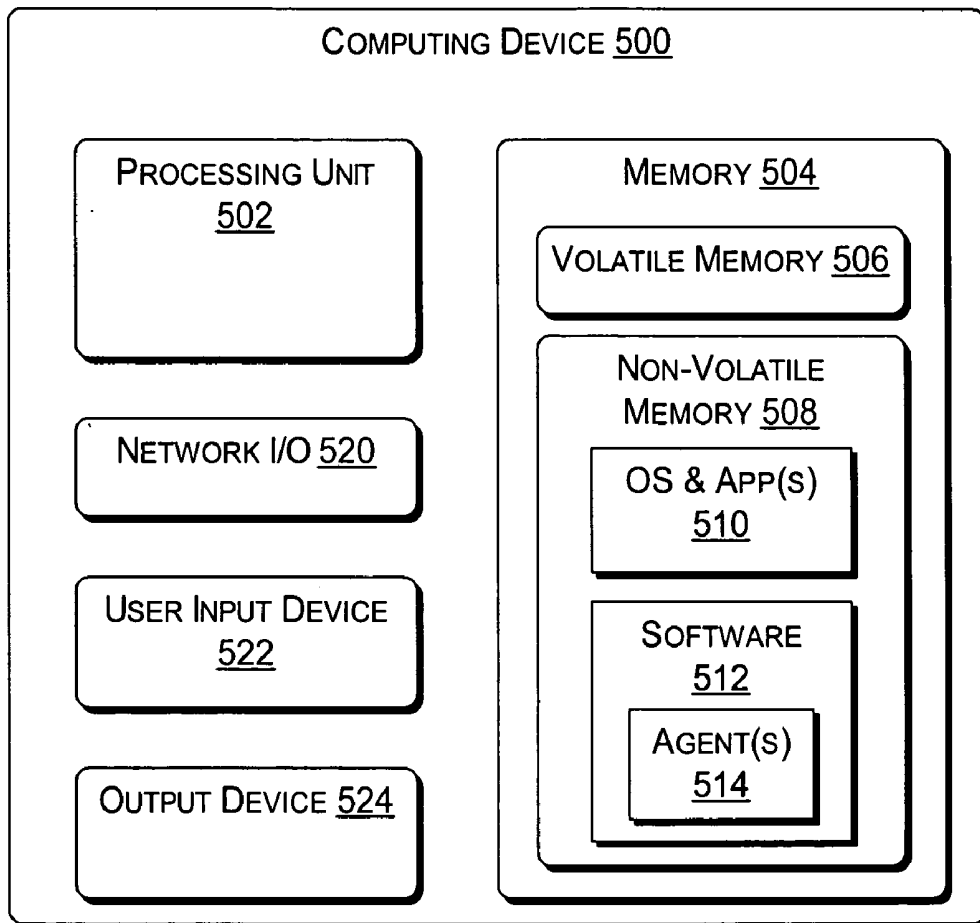 COMPUTING DEVICE 500
PROCESSING UNIT
502
NETWORK I/O 520
USER INPUT DEVICE
522
OUTPUT DEVICE 524
MEMORY 504
VOLATILE MEMORY 506
NON-VOLATILE
MEMORY 508
OS & APP(S)
510
SOFTWARE
512
AGENT(S)
514